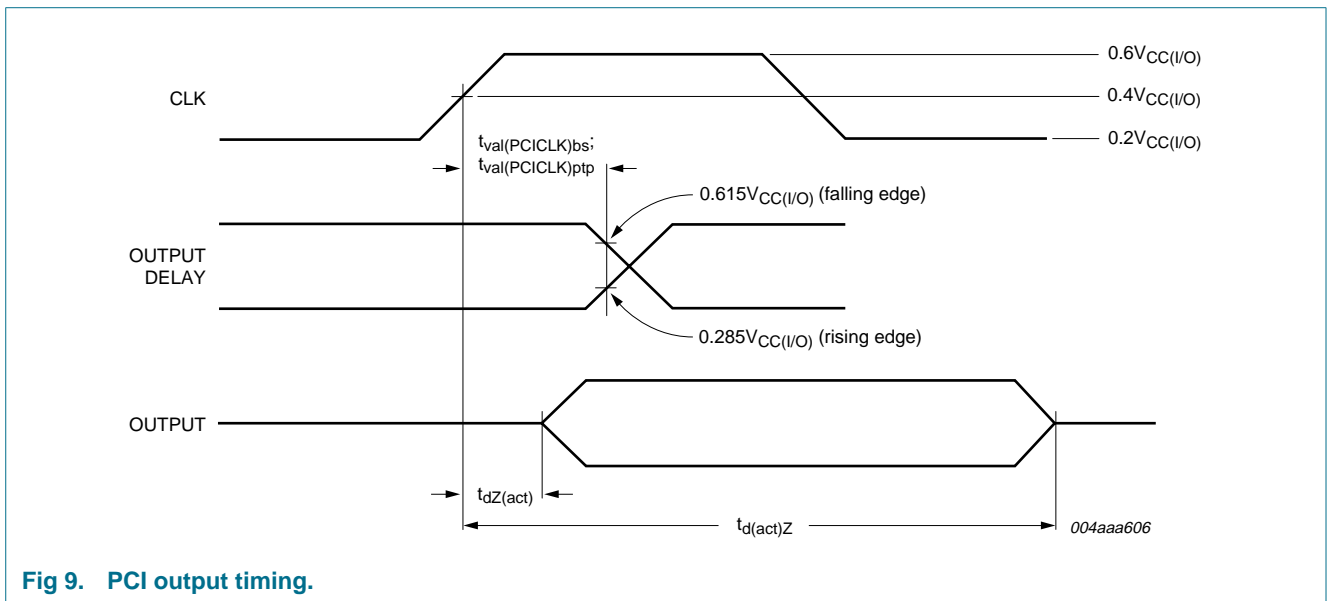 0.6VCC(I/O)
CLK
0.4VCC(I/O)
0.2VCC(I/O)
tval(PCICLK)bs;
tval(PCICLK)ptp
0.615VCC(I/O) (falling edge)
OUTPUT
DELAY
0.285VCC(I/O) (rising edge)
OUTPUT
tdZ(act)
td(act)Z
004aaa606
Fig 9. PCI output timing.